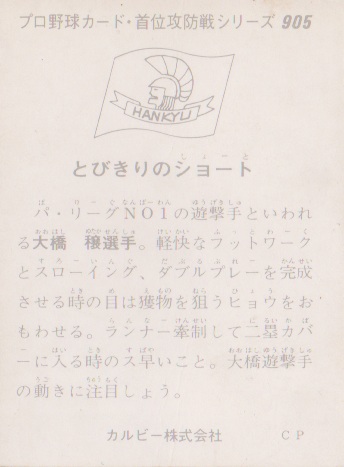 プロ野球カード・首位攻防戦シリーズ 905
HANKYU
とびきりのショート
パ・リーグNO1の遊撃手といわれ
る大橋 穣選手。軽快なフットワーク
とスローイング、ダブルプレーを完成
させる時の目は獲物を狙うヒョウをお
もわせる。ランナー牽制して二塁カバ
ーに入る時のス早いこと。大橋遊撃手
の動きに注目しょう。
カルビー株式会社 CP